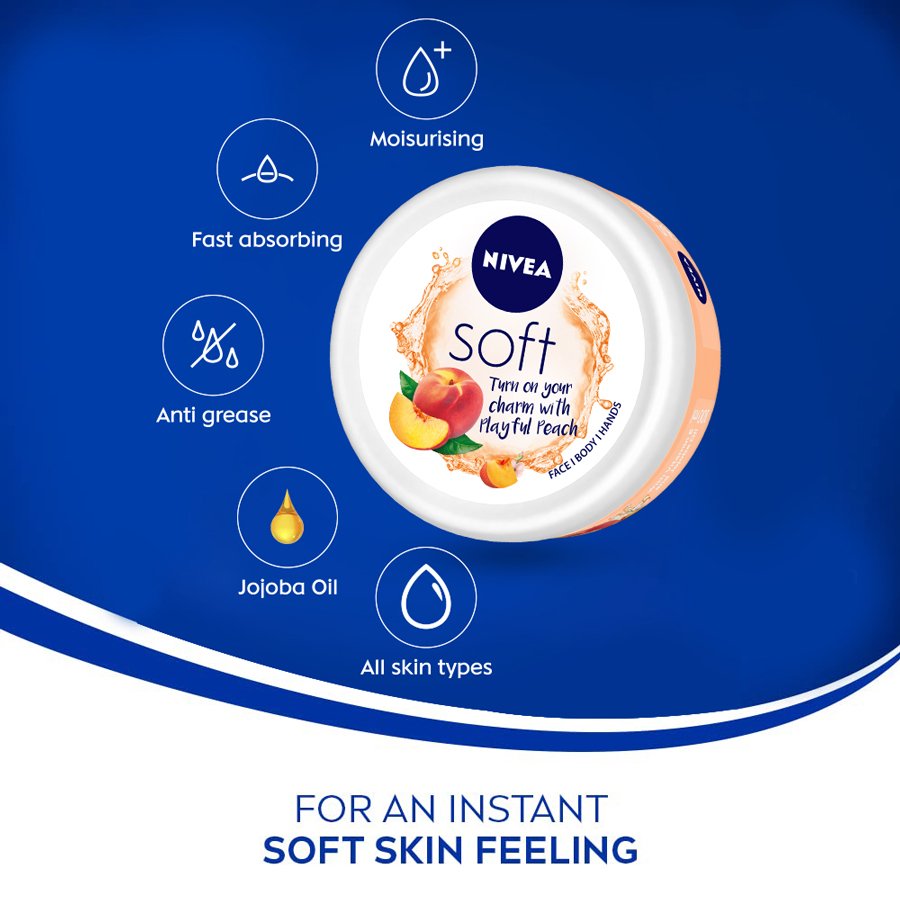 Moisurising
Fast absorbing
Anti grease
Jojoba Oil
All skin types
NIVEA
soft
Turn on your
charm with
Playful Peach
FACE I BODY I HANDS
FOR AN INSTANT
SOFT SKIN FEELING